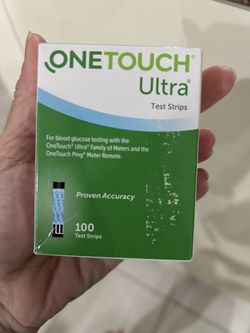 ONETOUCH®
Ultra®
Test Strips
For blood glucose testing with the
OneTouch® Ultra® Family of Meters and the
OneTouch Ping® Meter Remote.
Proven Accuracy
100
Test Strips